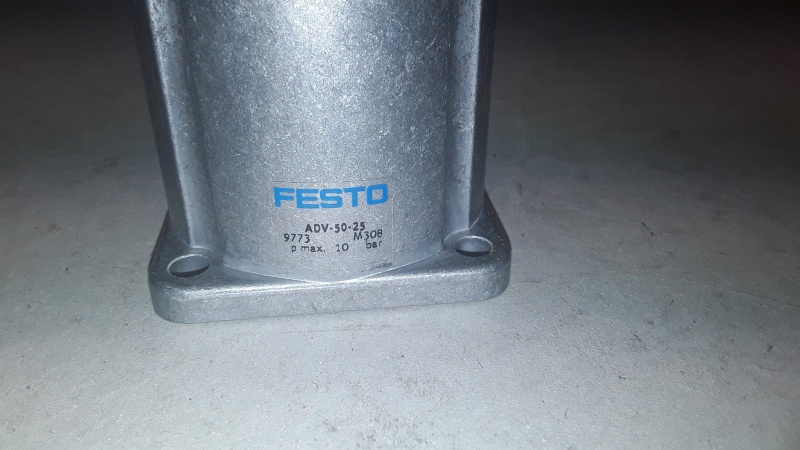 FESTO
ADV-50-25
9773 M308
p max. 10 bar